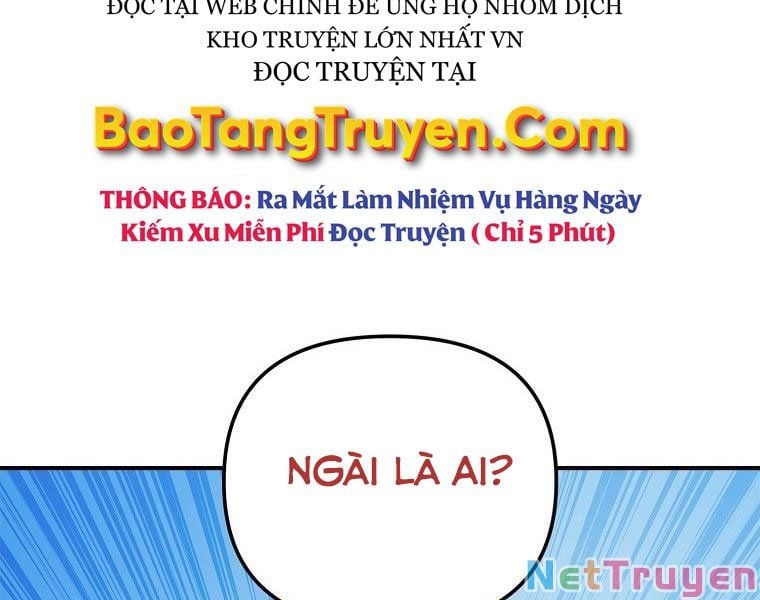 ĐỌC TẠI WEB CHÍNH ĐỂ ỦNG HỘ NHÓM DỊCH
KHO TRUYỆN LỚN NHẤT VN
ĐỌC TRUYỆN TẠI
BaoTangTruyen.Com
THÔNG BÁO: Ra Mắt Làm Nhiệm Vụ Hàng Ngày
Kiếm Xu Miễn Phí Đọc Truyện ( Chỉ 5 Phút)
NGÀI LÀ AI?
NetTruyen